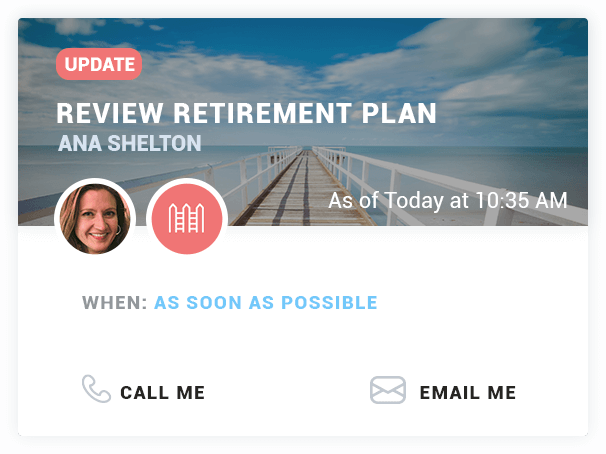 UPDATE
REVIEW RETIREMENT PLAN
ANA SHELTON
As of Today at 10:35 AM
WHEN: AS SOON AS POSSIBLE
CALL ME
EMAIL ME